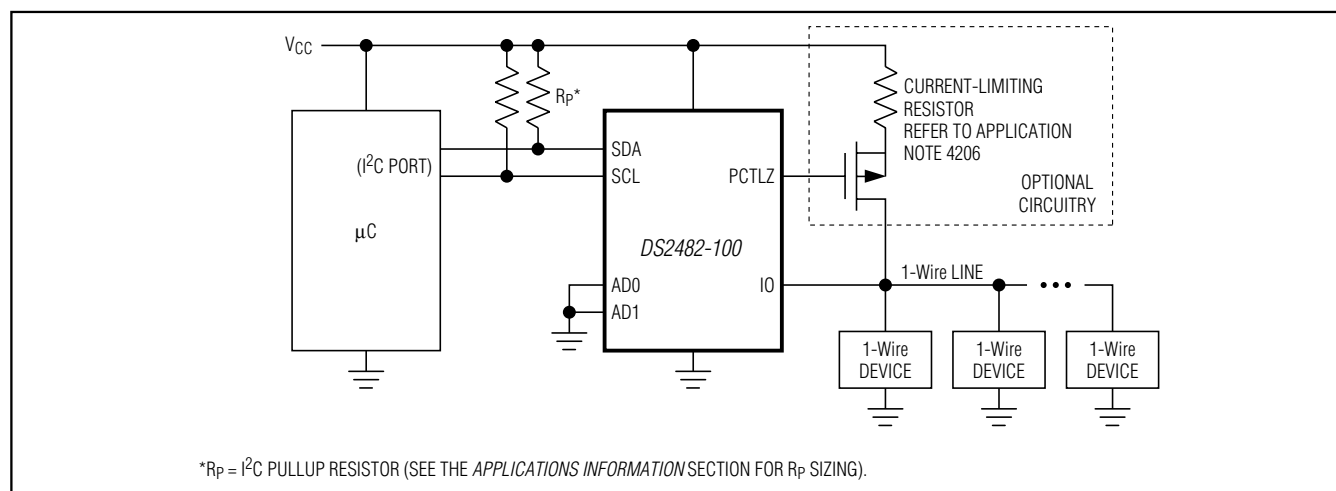 VCC
RP*
CURRENT-LIMITING
RESISTOR
REFER TO APPLICATION
NOTE 4206
OPTIONAL
CIRCUITRY
(I2C PORT)
µC
SDA
SCL
PCTLZ
DS2482-100
AD0
AD1
IO
1-Wire LINE
1-Wire
DEVICE
1-Wire
DEVICE
1-Wire
DEVICE
*RP = I2C PULLUP RESISTOR (SEE THE APPLICATIONS INFORMATION SECTION FOR RP SIZING).